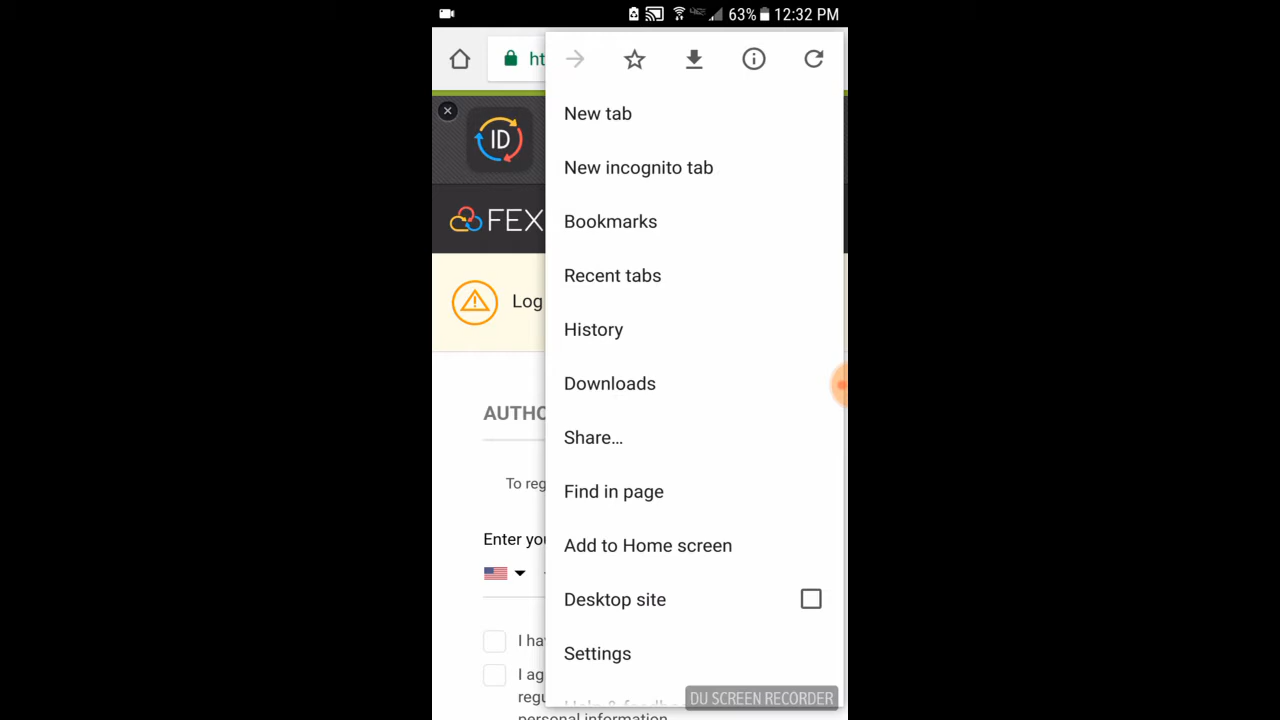 63% 12:32 PM
ht
New tab
New incognito tab
ID
Bookmarks
FEX
Recent tabs
Log
History
Downloads
AUTHO
Share...
To reg
Find in page
Enter you
Add to Home screen
Desktop site
I ha
Settings
I ag
regu
DU SCREEN RECORDER
personal information